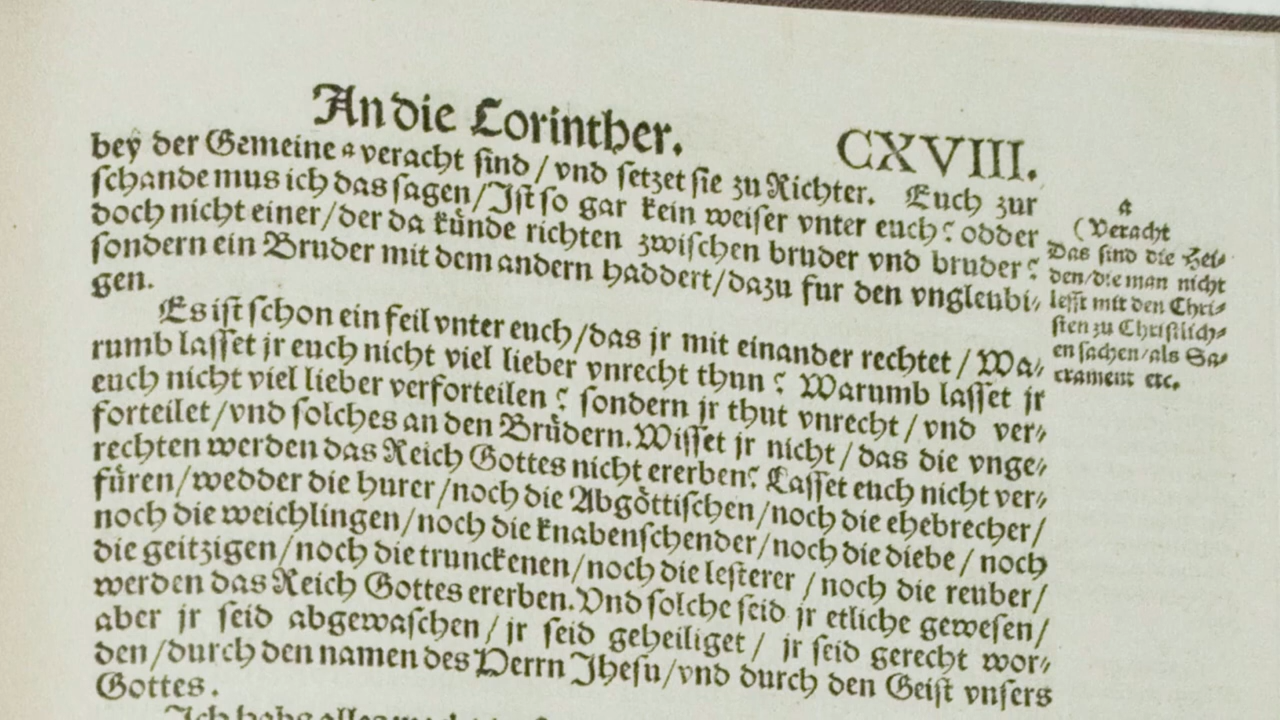 An die Corinther. CXVIII.
bey der Gemeine a veracht sind / vnd setzet sie zu Richter. Euch zur
schande mus ich das sagen / Ist so gar kein weiser vnter euch? odder
doch nicht einer / der da künde richten zwischen bruder vnd bruder?
sondern ein Bruder mit dem andern haddert / dazu fur den vngleubi⸗
gen.
Es ist schon ein feil vnter euch / das jr mit einander rechtet / Wa⸗
rumb lasset jr euch nicht viel lieber vnrecht thun? Warumb lasset jr
euch nicht viel lieber verforteilen? sondern jr thut vnrecht / vnd ver⸗
forteilet / vnd solches an den Brüdern. Wisset jr nicht / das die vnge⸗
rechten werden das Reich Gottes nicht ererben? Lasset euch nicht ver⸗
füren / wedder die hurer / noch die Abgöttischen / noch die ehebrecher /
noch die weichlingen / noch die knabenschender / noch die diebe / noch
die geitzigen / noch die trunckenen / noch die lesterer / noch die reuber /
werden das Reich Gottes ererben. Vnd solche seid jr etliche gewesen /
aber jr seid abgewaschen / jr seid geheiliget / jr seid gerecht wor⸗
den / durch den namen des Herrn Jhesu / vnd durch den Geist vnsers
Gottes.
Ich habs alles
a
(Veracht
Das sind die Hei⸗
den / die man nicht
lesst mit den Chri⸗
sten zu Christlich⸗
en sachen / als Sa⸗
crament etc.